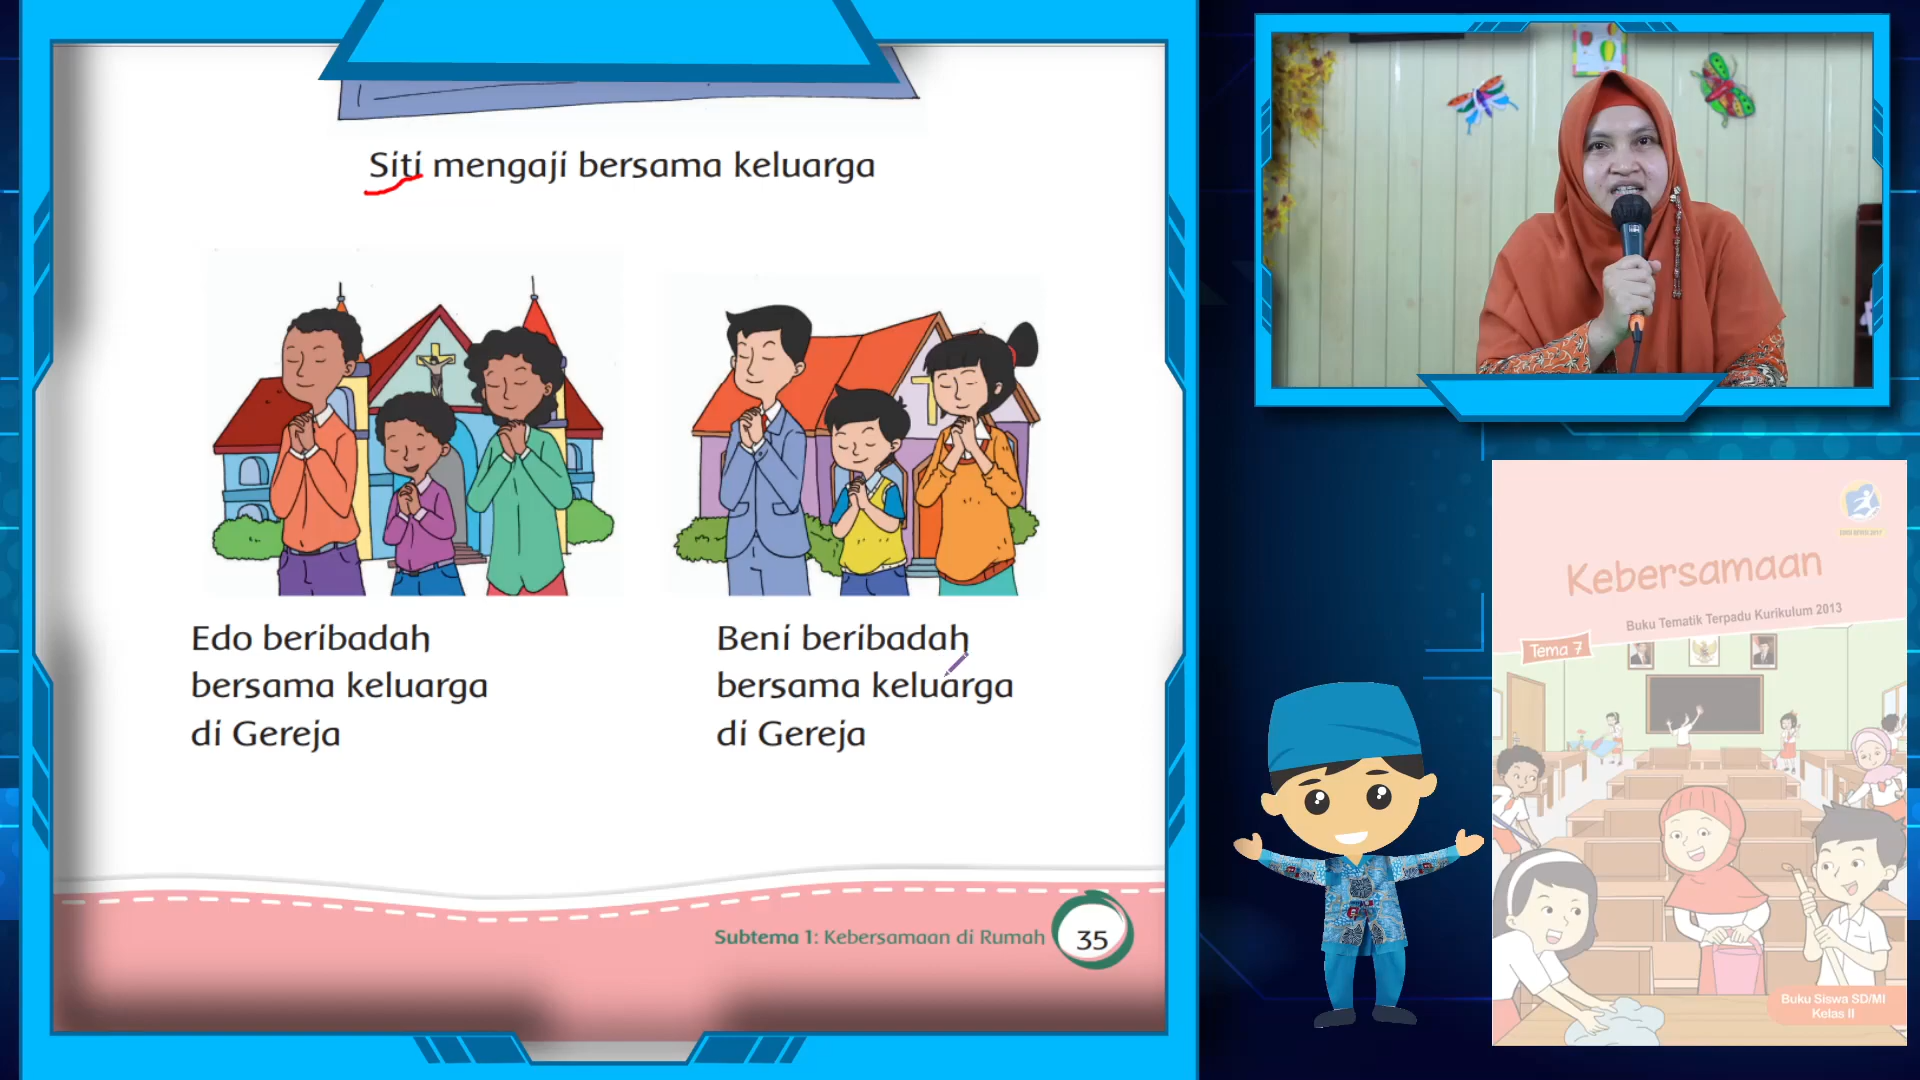 Siti mengaji bersama keluarga
Edo beribadah
bersama keluarga
di Gereja
Beni beribadah
bersama keluarga
di Gereja
Subtema 1: Kebersamaan di Rumah
35
Kebersamaan
Buku Tematik Terpadu Kurikulum 2013
Tema 7
Buku Siswa SD/MI
Kelas II